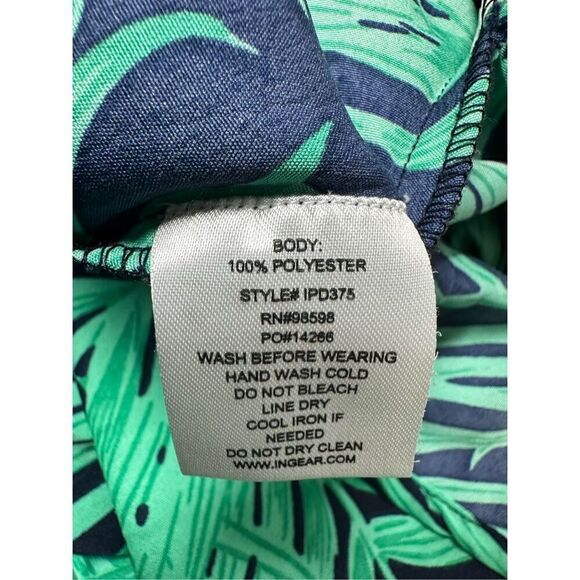 BODY:
100% POLYESTER
STYLE# IPD375
RN#98598
PO#14266
WASH BEFORE WEARING
HAND WASH COLD
DO NOT BLEACH
LINE DRY
COOL IRON IF
NEEDED
DO NOT DRY CLEAN
WWW.INGEAR.COM